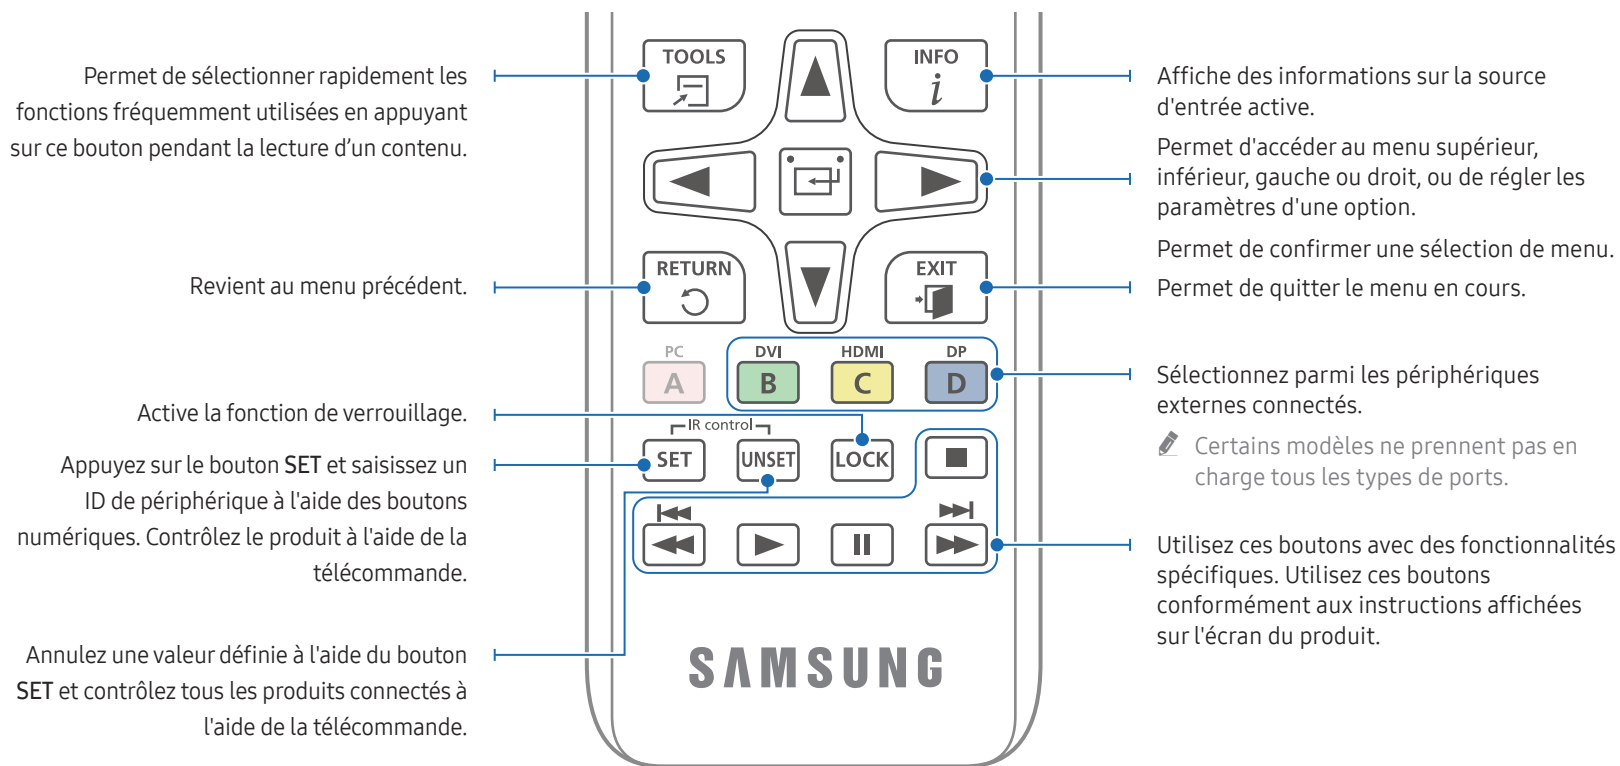 Permet de sélectionner rapidement les
fonctions fréquemment utilisées en appuyant
sur ce bouton pendant la lecture d’un contenu.
Revient au menu précédent.
Active la fonction de verrouillage.
Appuyez sur le bouton SET et saisissez un
ID de périphérique à l'aide des boutons
numériques. Contrôlez le produit à l'aide de la
télécommande.
Annulez une valeur définie à l'aide du bouton
SET et contrôlez tous les produits connectés à
l'aide de la télécommande.
TOOLS
INFO
i
RETURN
EXIT
PC DVI HDMI DP
A B C D
IR control
SET UNSET LOCK
SAMSUNG
Affiche des informations sur la source
d'entrée active.
Permet d'accéder au menu supérieur,
inférieur, gauche ou droit, ou de régler les
paramètres d'une option.
Permet de confirmer une sélection de menu.
Permet de quitter le menu en cours.
Sélectionnez parmi les périphériques
externes connectés.
Certains modèles ne prennent pas en
charge tous les types de ports.
Utilisez ces boutons avec des fonctionnalités
spécifiques. Utilisez ces boutons
conformément aux instructions affichées
sur l'écran du produit.